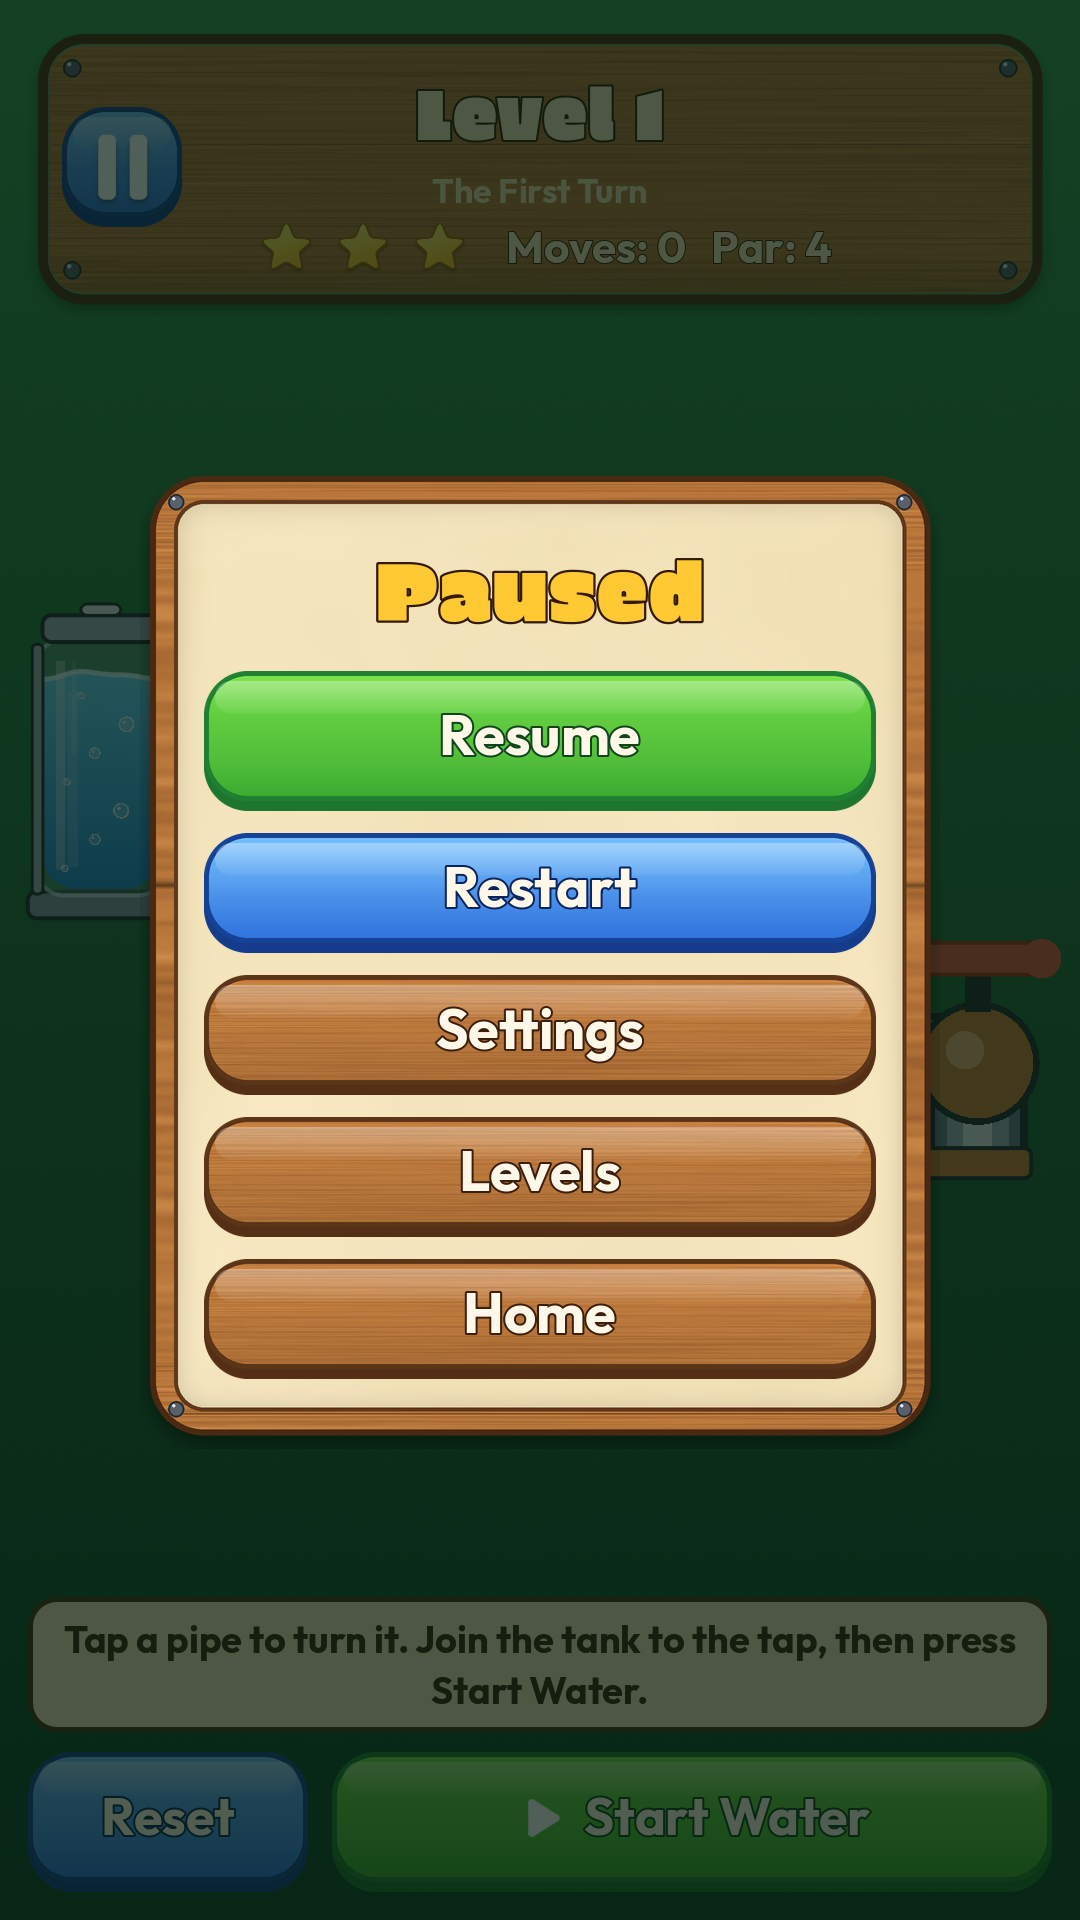 Level 1
The First Turn
Moves: 0 Par: 4
Paused
Resume
Restart
Settings
Levels
Home
Tap a pipe to turn it. Join the tank to the tap, then press
Start Water.
Reset
Start Water